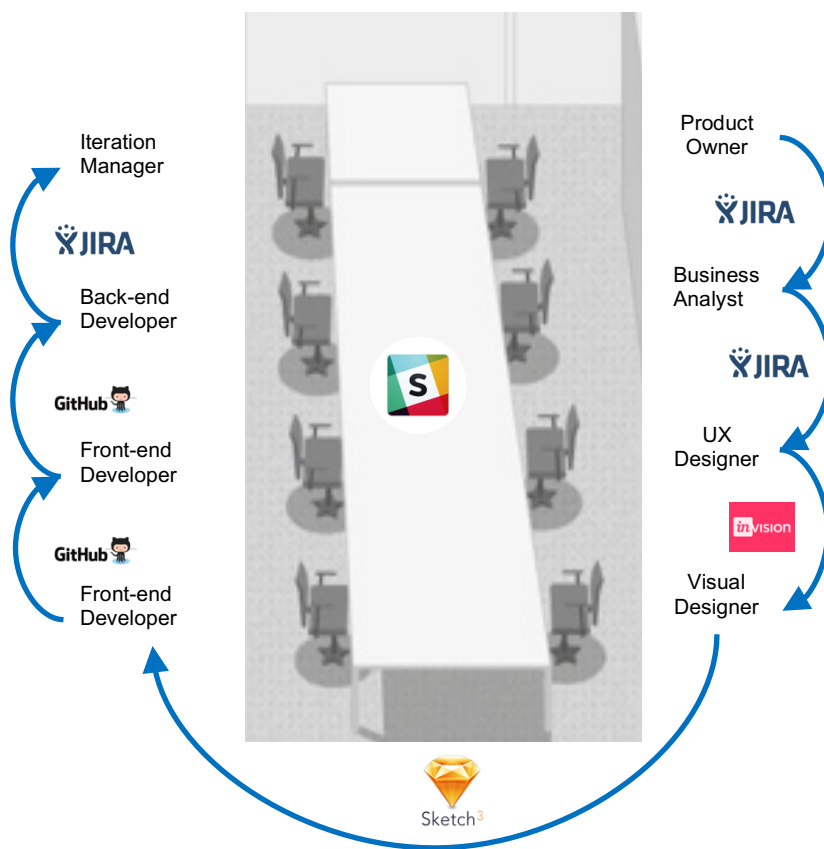 Iteration
Manager
JIRA
Back-end
Developer
GitHub
Front-end
Developer
GitHub
Front-end
Developer
S
Product
Owner
JIRA
Business
Analyst
JIRA
UX
Designer
invision
Visual
Designer
Sketch3